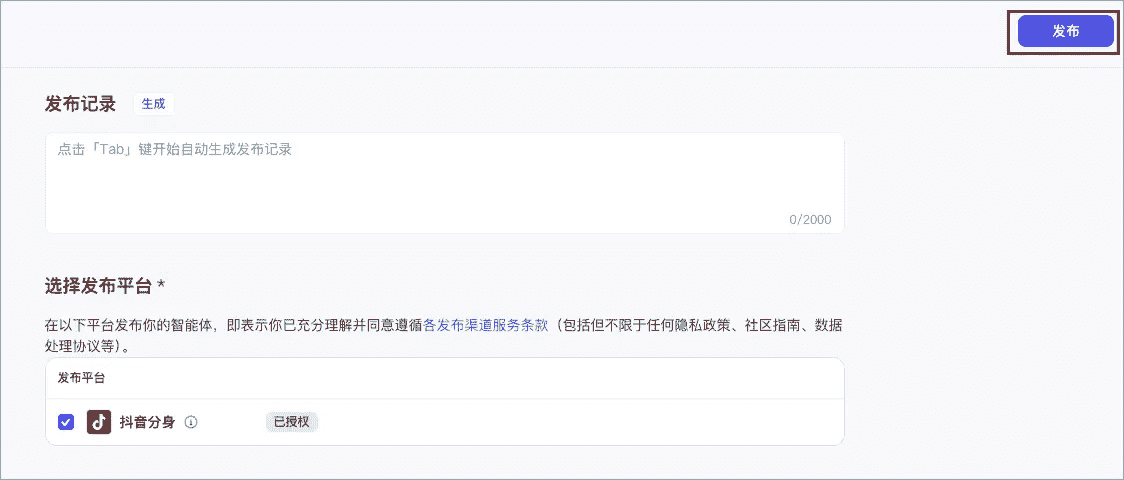 发布
发布记录 生成
点击「Tab」键开始自动生成发布记录
0/2000
选择发布平台 *
在以下平台发布你的智能体，即表示你已充分理解并同意遵循各发布渠道服务条款（包括但不限于任何隐私政策、社区指南、数据
处理协议等）。
发布平台
抖音分身 已授权